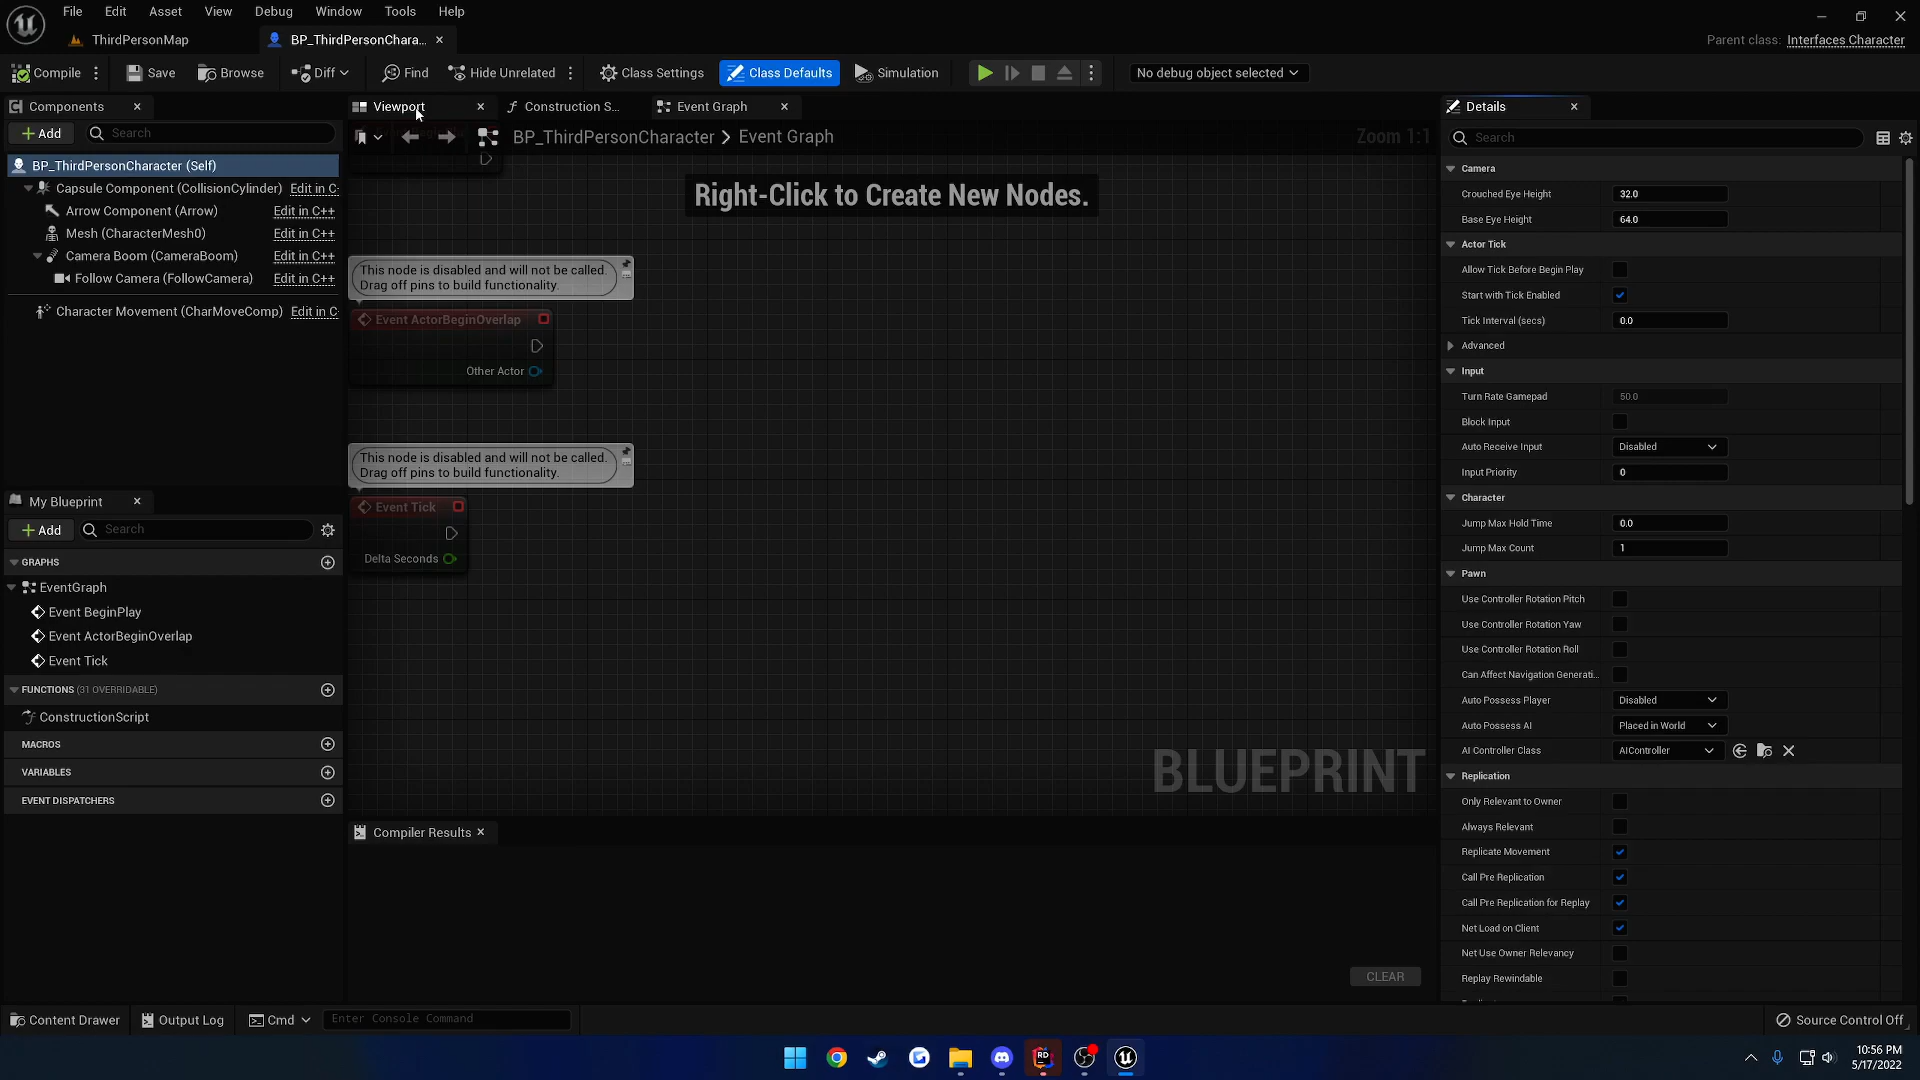 File Edit Asset View Debug Window Tools Help
ThirdPersonMap BP_ThirdPersonChara...
Parent class: Interfaces Character
Compile Save Browse Diff Find Hide Unrelated Class Settings Class Defaults Simulation No debug object selected
Components
Add Search
BP_ThirdPersonCharacter (Self)
Capsule Component (CollisionCylinder) Edit in C
Arrow Component (Arrow) Edit in C++
Mesh (CharacterMesh0) Edit in C++
Camera Boom (CameraBoom) Edit in C++
Follow Camera (FollowCamera) Edit in C++
Character Movement (CharMoveComp) Edit in C
My Blueprint
Add Search
GRAPHS
EventGraph
Event BeginPlay
Event ActorBeginOverlap
Event Tick
FUNCTIONS (31 OVERRIDABLE)
ConstructionScript
MACROS
VARIABLES
EVENT DISPATCHERS
Viewport Construction S... Event Graph
BP_ThirdPersonCharacter > Event Graph
Zoom 1:1
Right-Click to Create New Nodes.
This node is disabled and will not be called.
Drag off pins to build functionality.
Event ActorBeginOverlap
Other Actor
This node is disabled and will not be called.
Drag off pins to build functionality.
Event Tick
Delta Seconds
BLUEPRINT
Compiler Results
CLEAR
Details
Search
Camera
Crouched Eye Height 32.0
Base Eye Height 64.0
Actor Tick
Allow Tick Before Begin Play
Start with Tick Enabled
Tick Interval (secs) 0.0
Advanced
Input
Turn Rate Gamepad 50.0
Block Input
Auto Receive Input Disabled
Input Priority 0
Character
Jump Max Hold Time 0.0
Jump Max Count 1
Pawn
Use Controller Rotation Pitch
Use Controller Rotation Yaw
Use Controller Rotation Roll
Can Affect Navigation Generati...
Auto Possess Player Disabled
Auto Possess AI Placed in World
AI Controller Class AIController
Replication
Only Relevant to Owner
Always Relevant
Replicate Movement
Call Pre Replication
Call Pre Replication for Replay
Net Load on Client
Net Use Owner Relevancy
Replay Rewindable
Content Drawer Output Log Cmd Enter Console Command
Source Control Off
RD
10:56 PM
5/17/2022